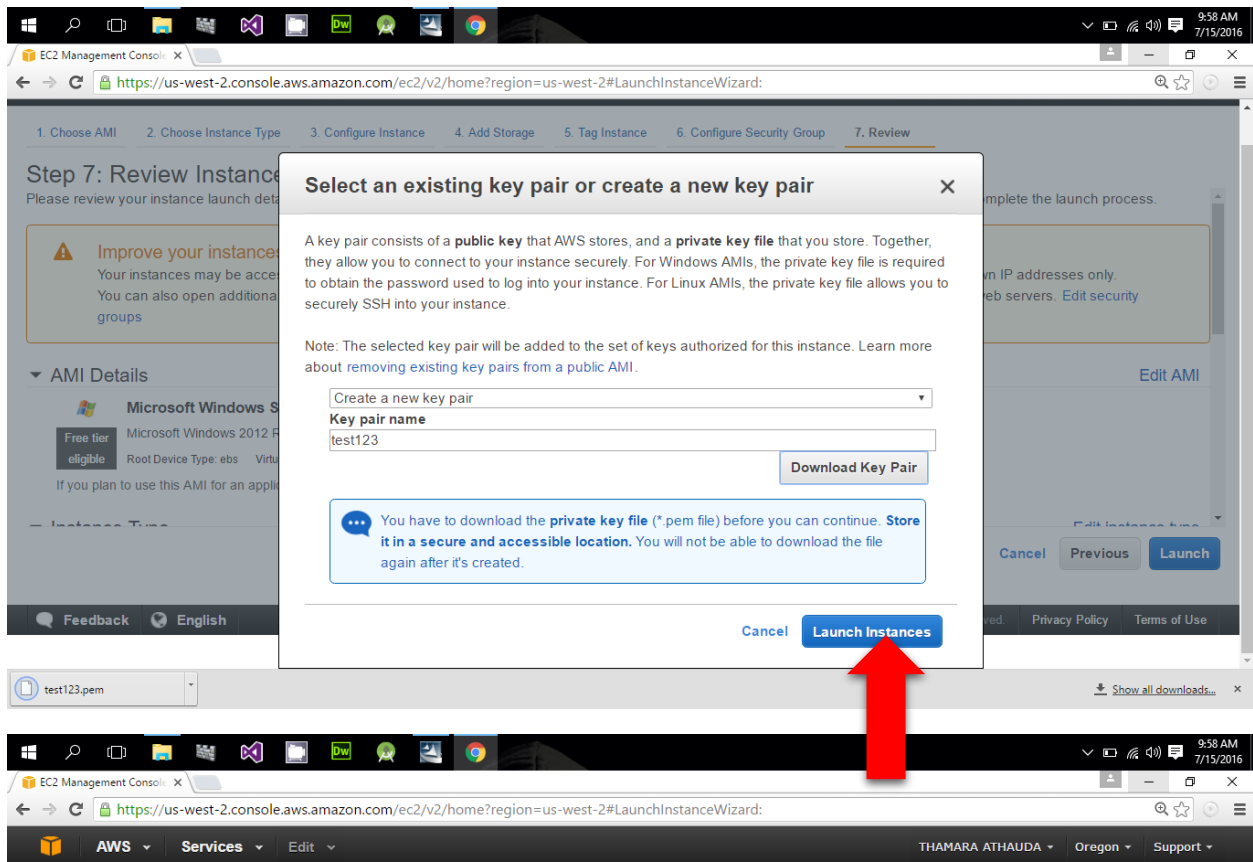 Dw
9:58 AM
7/15/2016
EC2 Management Console
https://us-west-2.console.aws.amazon.com/ec2/v2/home?region=us-west-2#LaunchInstanceWizard:
1. Choose AMI 2. Choose Instance Type 3. Configure Instance 4. Add Storage 5. Tag Instance 6. Configure Security Group 7. Review
Step 7: Review Instance
Please review your instance launch deta
mplete the launch process.
Improve your instances
Your instances may be acce
wn IP addresses only.
You can also open additiona
eb servers. Edit security
groups
AMI Details
Edit AMI
Microsoft Windows S
Free tier
eligible
Microsoft Windows 2012 R
Root Device Type: ebs Virtu
If you plan to use this AMI for an applic
Instance Type
Edit instance type
Cancel Previous Launch
Feedback English
ved. Privacy Policy Terms of Use
Select an existing key pair or create a new key pair
A key pair consists of a public key that AWS stores, and a private key file that you store. Together,
they allow you to connect to your instance securely. For Windows AMIs, the private key file is required
to obtain the password used to log into your instance. For Linux AMIs, the private key file allows you to
securely SSH into your instance.
Note: The selected key pair will be added to the set of keys authorized for this instance. Learn more
about removing existing key pairs from a public AMI.
Create a new key pair
Key pair name
test123
Download Key Pair
You have to download the private key file (*.pem file) before you can continue. Store
it in a secure and accessible location. You will not be able to download the file
again after it's created.
Cancel Launch Instances
test123.pem
Show all downloads...
Dw
9:58 AM
7/15/2016
EC2 Management Console
https://us-west-2.console.aws.amazon.com/ec2/v2/home?region=us-west-2#LaunchInstanceWizard:
AWS Services Edit THAMARA ATHAUDA Oregon Support